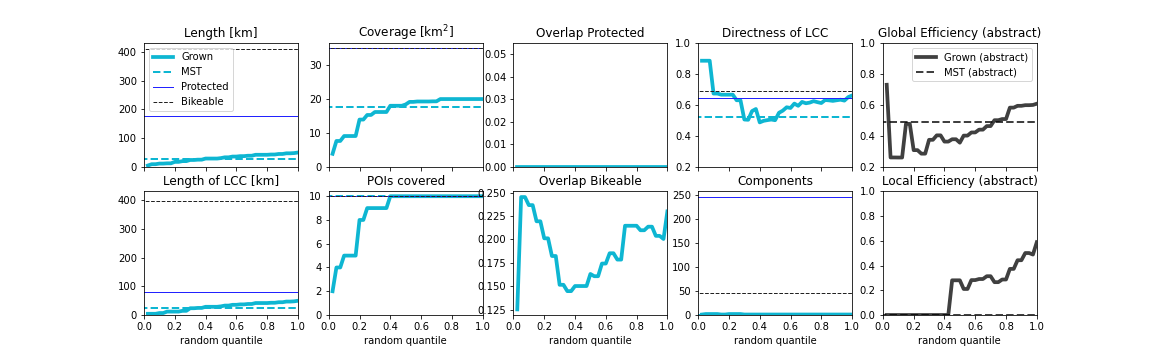 Length [km]
Coverage [km²]
Overlap Protected
Directness of LCC
Global Efficiency (abstract)
400
300
200
100
0
Grown
MST
Protected
Bikeable
30
20
10
0
0.05
0.04
0.03
0.02
0.01
0.00
1.0
0.8
0.6
0.4
0.2
1.0
0.8
0.6
0.4
0.2
Grown (abstract)
MST (abstract)
Length of LCC [km]
POIs covered
Overlap Bikeable
Components
Local Efficiency (abstract)
400
300
200
100
0
10
8
6
4
2
0
0.250
0.225
0.200
0.175
0.150
0.125
250
200
150
100
50
0
1.0
0.8
0.6
0.4
0.2
0.0
0.0 0.2 0.4 0.6 0.8 1.0
0.0 0.2 0.4 0.6 0.8 1.0
0.0 0.2 0.4 0.6 0.8 1.0
0.0 0.2 0.4 0.6 0.8 1.0
0.0 0.2 0.4 0.6 0.8 1.0
random quantile
random quantile
random quantile
random quantile
random quantile